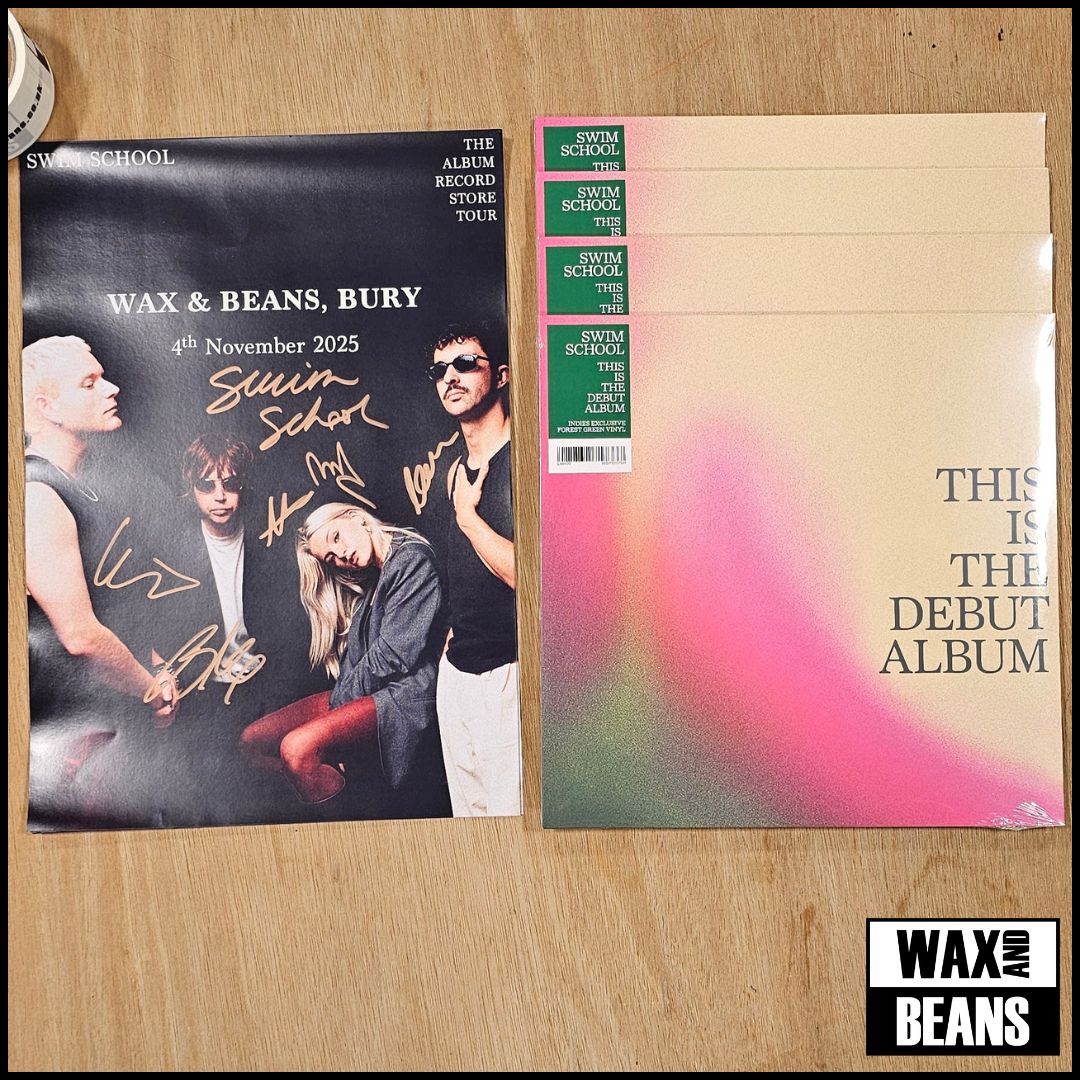 SWIM SCHOOL
THE
ALBUM
RECORD
STORE
TOUR
WAX & BEANS, BURY
4th November 2025
Swim
School
SWIM
SCHOOL
THIS
SWIM
SCHOOL
THIS
IS
SWIM
SCHOOL
THIS
IS
THE
SWIM
SCHOOL
THIS
IS
THE
DEBUT
ALBUM
INDIES EXCLUSIVE
FOREST GREEN VINYL
THIS
IS
THE
DEBUT
ALBUM
WAX AND
BEANS